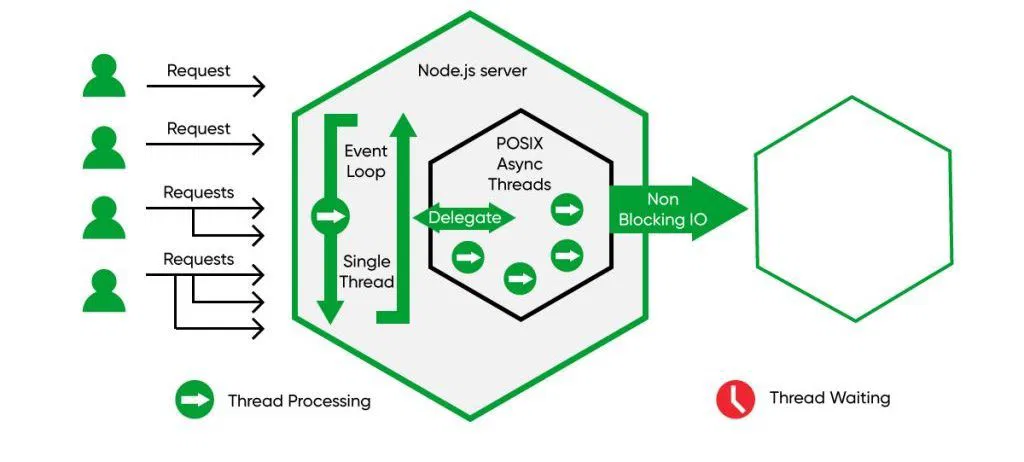 Request
Request
Requests
Requests
Node.js server
Event
Loop
Single
Thread
POSIX
Async
Threads
Delegate
Non
Blocking IO
Thread Processing
Thread Waiting